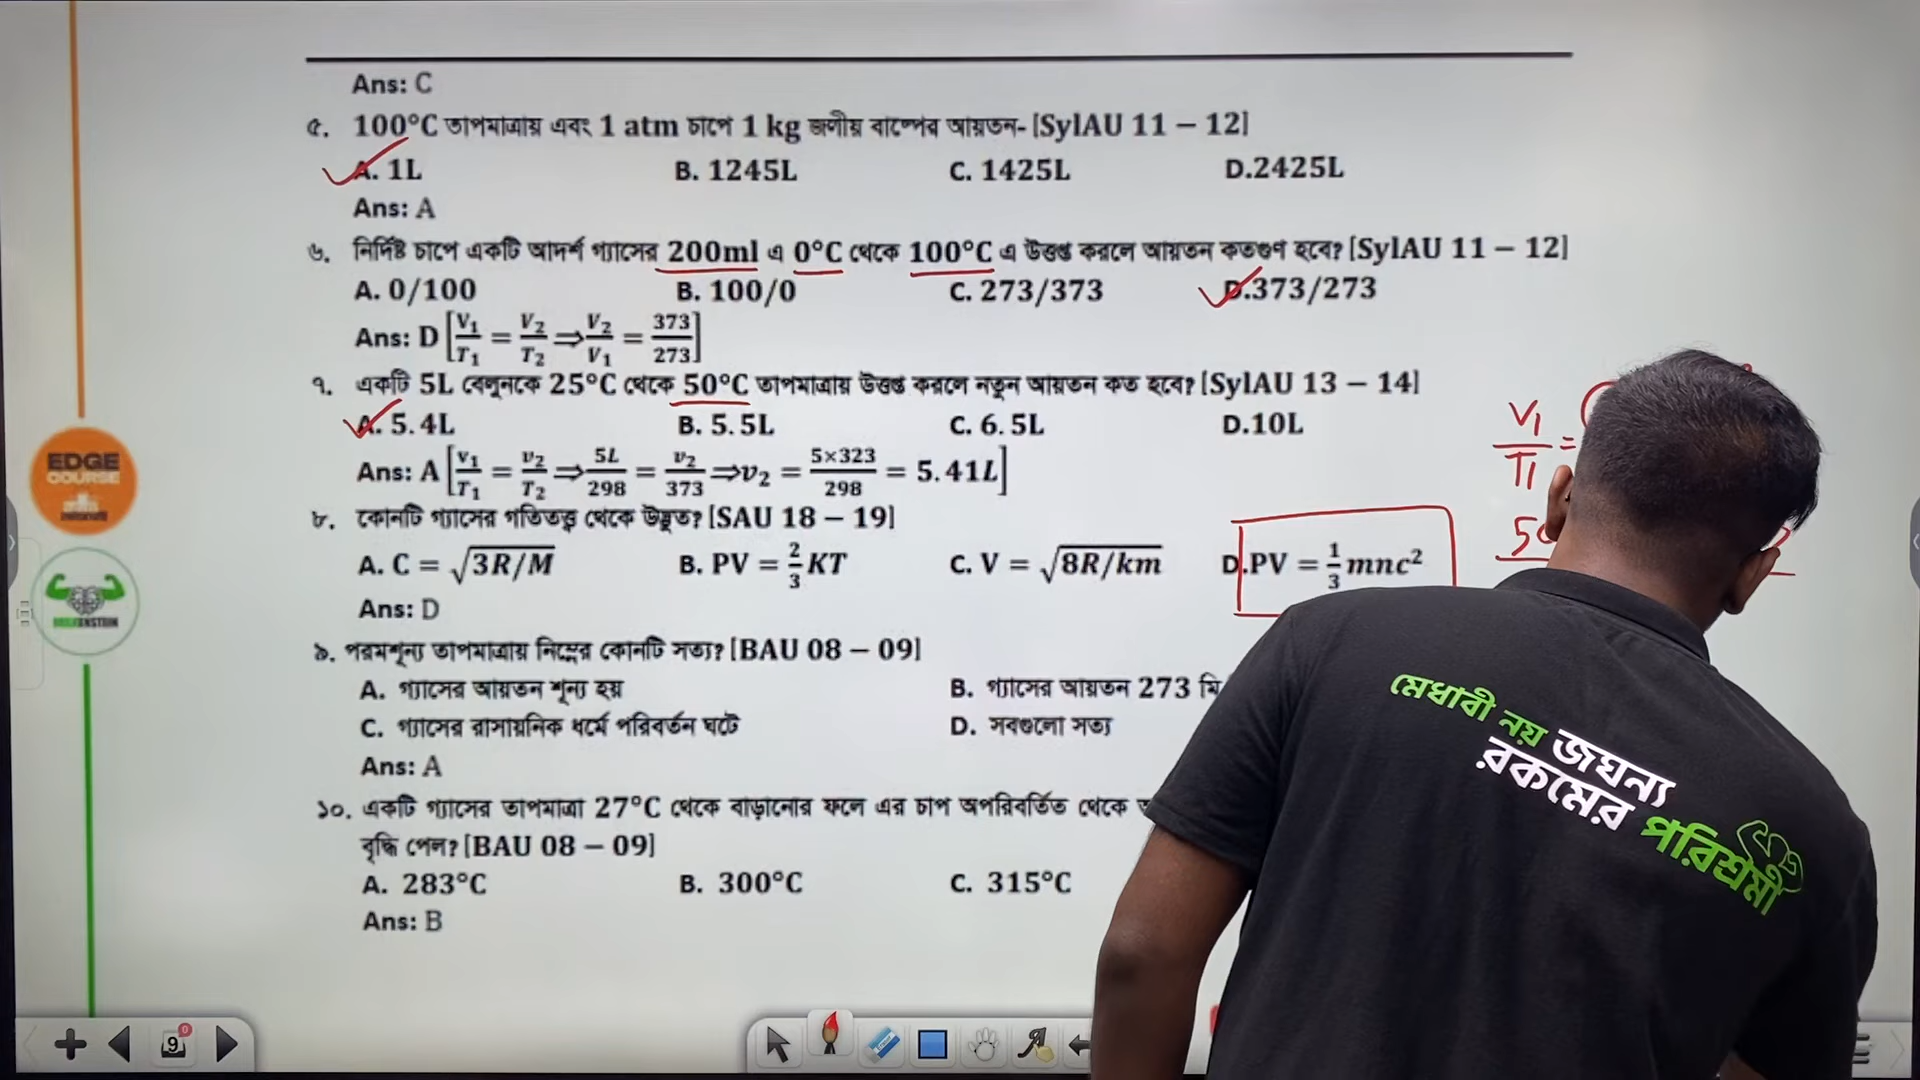 Ans: C
৫. 100°C তাপমাত্রায় এবং 1 atm চাপে 1 kg জলীয় বাষ্পের আয়তন- [SylAU 11 – 12]
A. 1L B. 1245L C. 1425L D.2425L
Ans: A
৬. নির্দিষ্ট চাপে একটি আদর্শ গ্যাসের 200ml এ 0°C থেকে 100°C এ উত্তপ্ত করলে আয়তন কতগুণ হবে? [SylAU 11 – 12]
A. 0/100 B. 100/0 C. 273/373 D.373/273
Ans: D [V₁/T₁ = V₂/T₂ ⇒ V₂/V₁ = 373/273]
৭. একটি 5L বেলুনকে 25°C থেকে 50°C তাপমাত্রায় উত্তপ্ত করলে নতুন আয়তন কত হবে? [SylAU 13 – 14]
A. 5.4L B. 5.5L C. 6.5L D.10L
V₁/T₁ =
Ans: A [v₁/T₁ = v₂/T₂ ⇒ 5L/298 = v₂/373 ⇒ v₂ = 5×323/298 = 5.41L]
৮. কোনটি গ্যাসের গতিতত্ত্ব থেকে উদ্ভূত? [SAU 18 – 19]
A. C = √3R/M B. PV = 2/3 KT C. V = √8R/km D.PV = 1/3 mnc²
Ans: D
৯. পরমশূন্য তাপমাত্রায় নিম্নের কোনটি সত্য? [BAU 08 – 09]
A. গ্যাসের আয়তন শূন্য হয় B. গ্যাসের আয়তন 273 মি
C. গ্যাসের রাসায়নিক ধর্মে পরিবর্তন ঘটে D. সবগুলো সত্য
Ans: A
১০. একটি গ্যাসের তাপমাত্রা 27°C থেকে বাড়ানোর ফলে এর চাপ অপরিবর্তিত থেকে
বৃদ্ধি পেল? [BAU 08 – 09]
A. 283°C B. 300°C C. 315°C
Ans: B
EDGE
COURSE
মেধাবী নয় জঘন্য
রকমের পরিশ্রমী
9
0